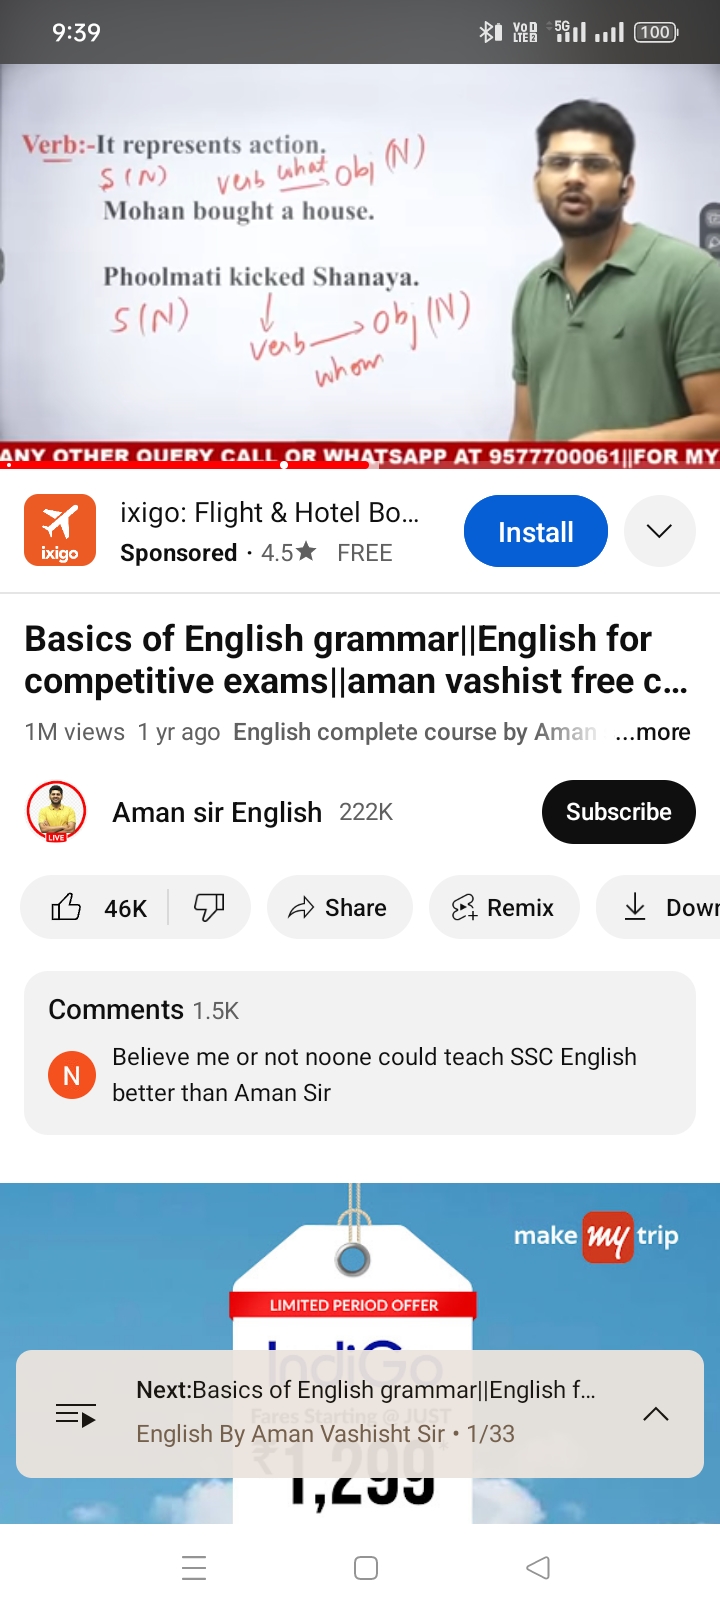 9:39
VoD
LTE2
5G
100
Verb:-It represents action.
S (N) verb what obj (N)
Mohan bought a house.
Phoolmati kicked Shanaya.
S (N) verb obj (N)
whom
ANY OTHER QUERY CALL OR WHATSAPP AT 9577700061||FOR MY
ixigo
ixigo: Flight & Hotel Bo...
Sponsored · 4.5★ FREE
Install
Basics of English grammar||English for
competitive exams||aman vashist free c...
1M views 1 yr ago English complete course by Aman ...more
LIVE
Aman sir English 222K
Subscribe
46K
Share
Remix
Down
Comments 1.5K
N
Believe me or not noone could teach SSC English
better than Aman Sir
make my trip
LIMITED PERIOD OFFER
IndiGo
Next:Basics of English grammar||English f...
Fares Starting @ JUST
English By Aman Vashisht Sir • 1/33
₹1,299*